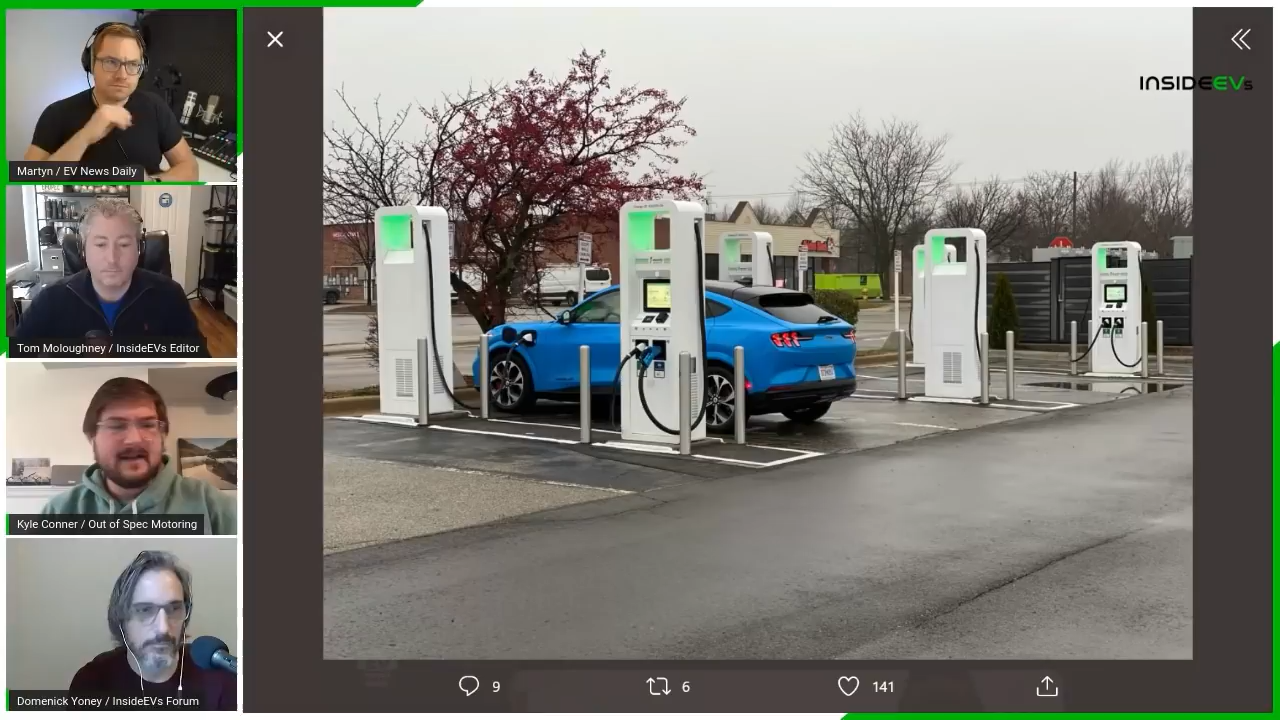 Martyn / EV News Daily
Tom Moloughney / InsideEVs Editor
Kyle Conner / Out of Spec Motoring
Domenick Yoney / InsideEVs Forum
INSIDEEVs
9
6
141